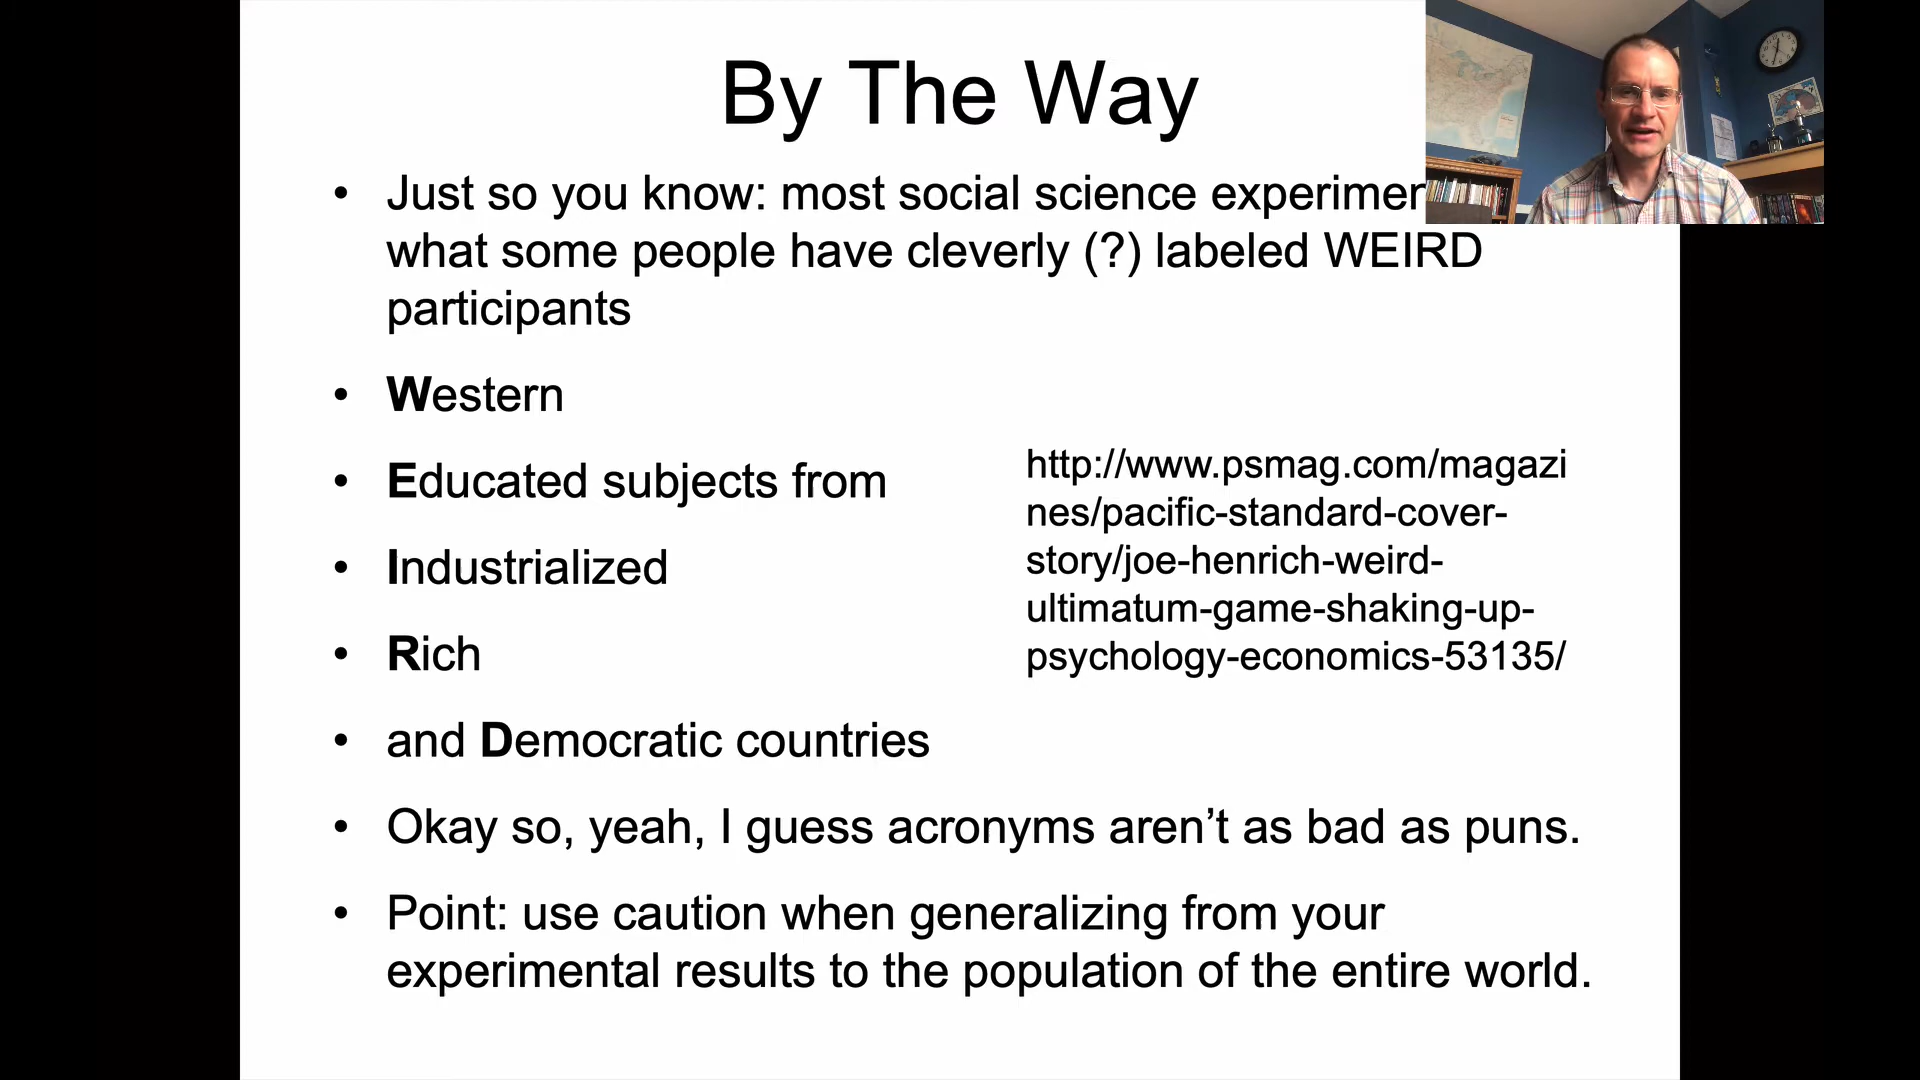 By The Way
• Just so you know: most social science
what some people have cleverly (?) labeled WEIRD
participants
• Western
• Educated subjects from
• Industrialized
• Rich
• and Democratic countries
• Okay so, yeah, I guess acronyms aren’t as bad as puns.
• Point: use caution when generalizing from your
experimental results to the population of the entire world.
http://www.psmag.com/magazi
nes/pacific-standard-cover-
story/joe-henrich-weird-
ultimatum-game-shaking-up-
psychology-economics-53135/